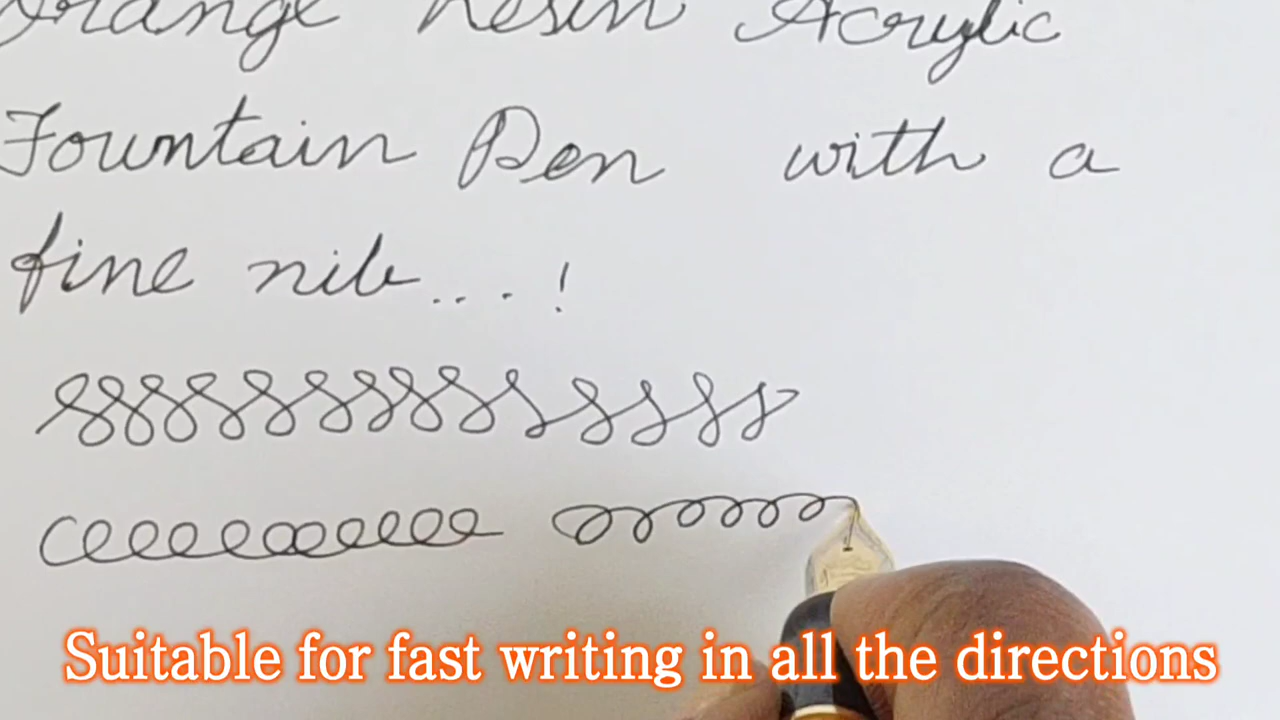 Orange Resin Acrylic
Fountain Pen with a
fine nib...!
Suitable for fast writing in all the directions